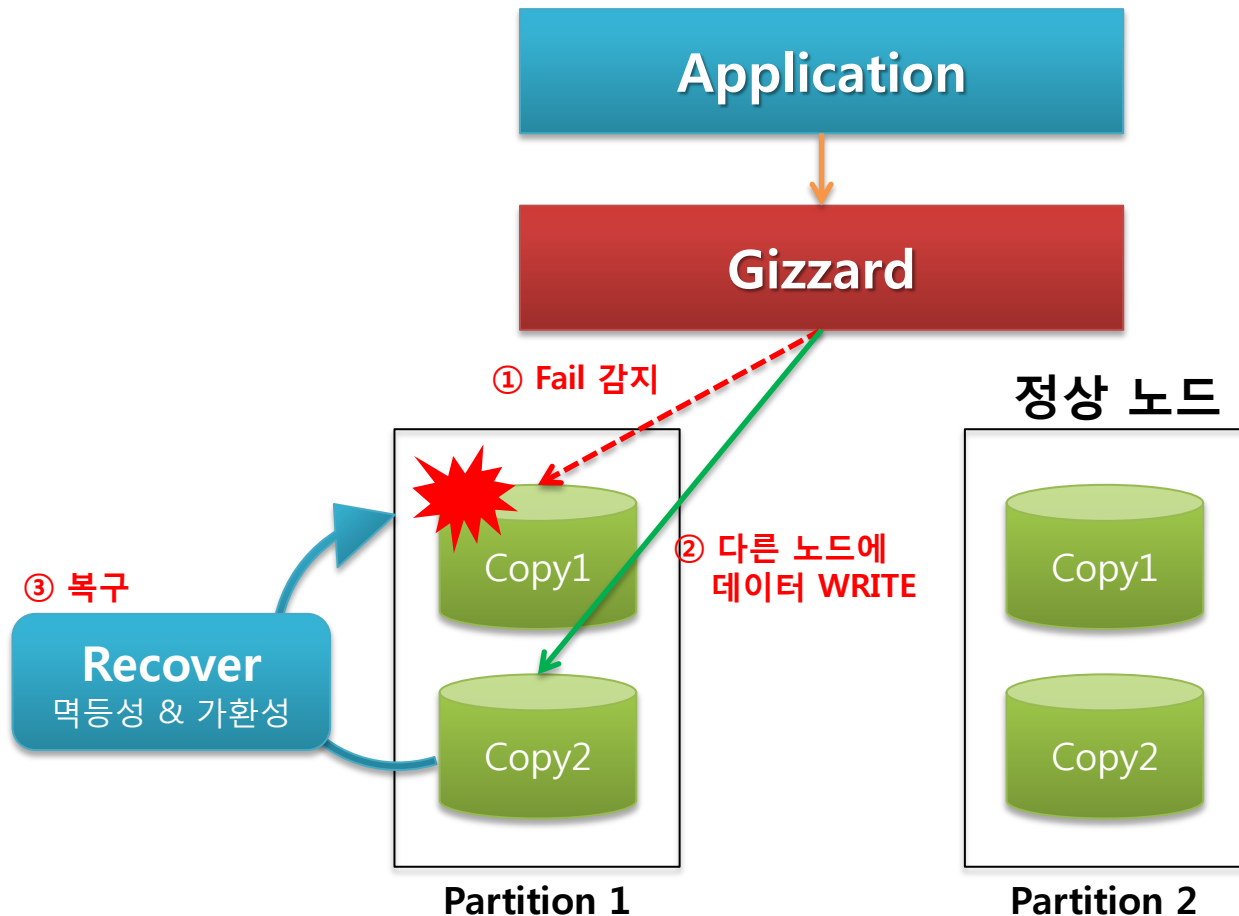 Application
Gizzard
① Fail 감지
정상 노드
Copy1
② 다른 노드에
데이터 WRITE
Copy1
③ 복구
Recover
멱등성 & 가환성
Copy2
Copy2
Partition 1
Partition 2